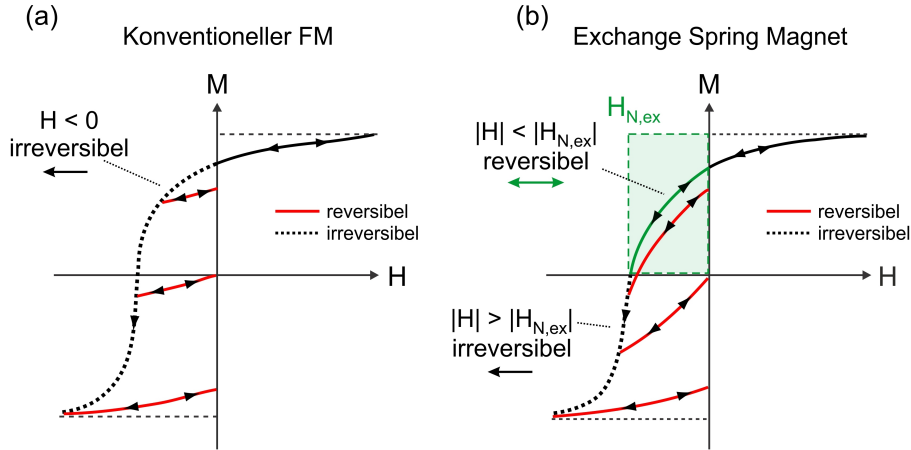 (a)
Konventioneller FM
M
H < 0
irreversibel
reversibel
irreversibel
H
(b)
Exchange Spring Magnet
M
H_N,ex
|H| < |H_N,ex|
reversibel
reversibel
irreversibel
H
|H| > |H_N,ex|
irreversibel